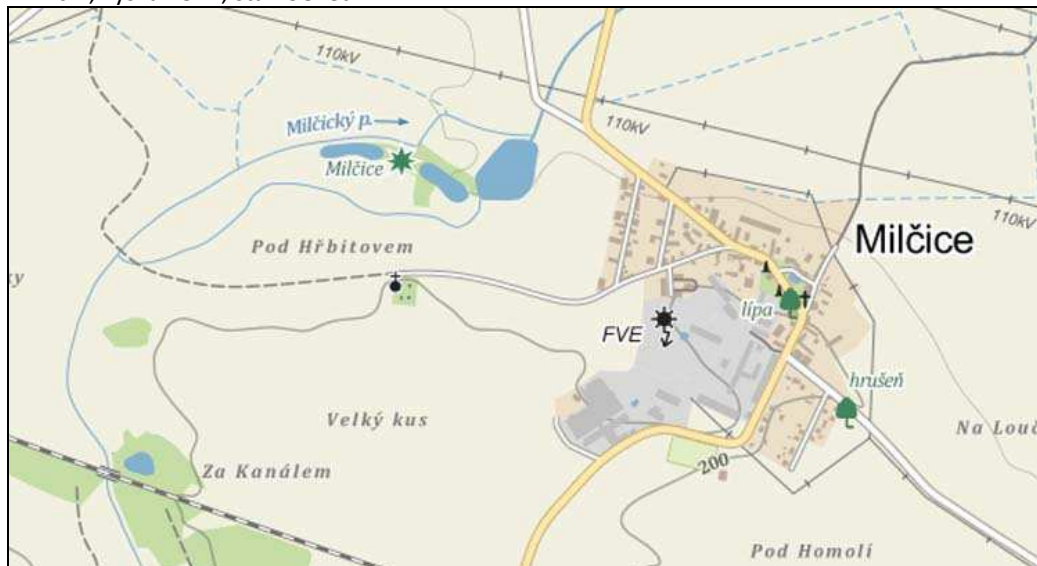 110kV
Milčický p.
110kV
Milčice
110kV
Pod Hřbitovem
Milčice
lípa
FVE
hrušeň
Velký kus
Na Louč
200
Za Kanálem
Pod Homolí